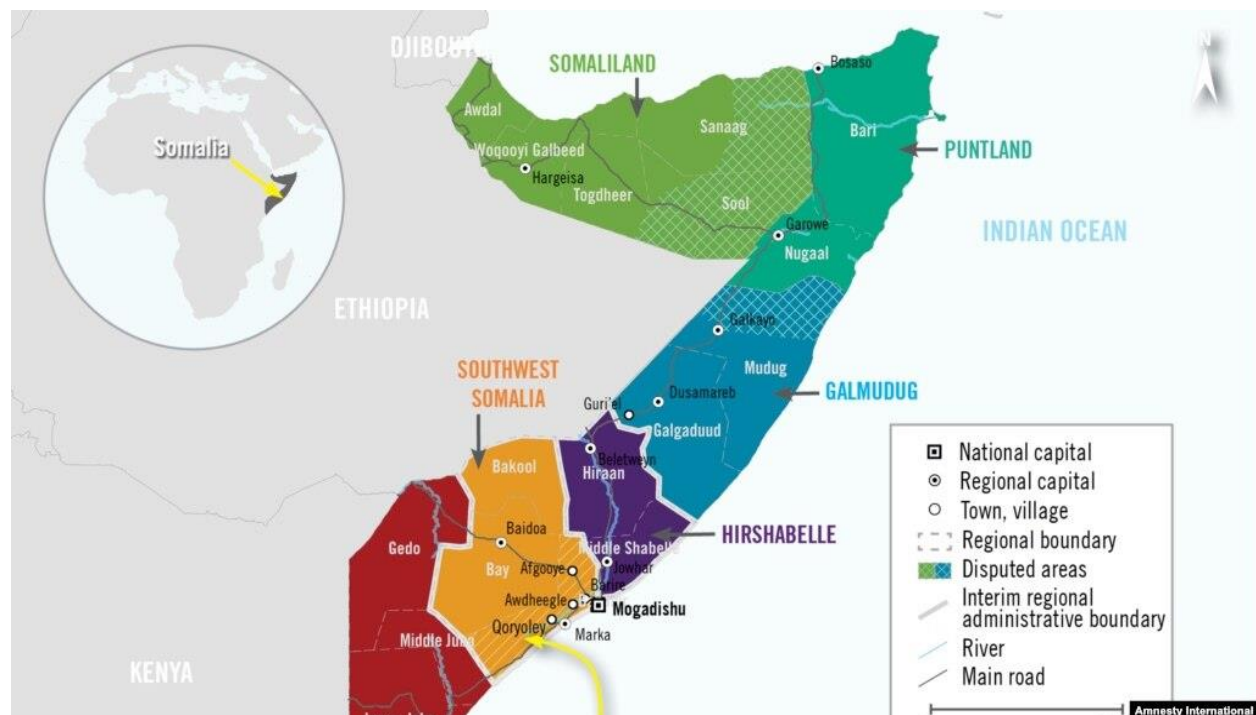 DJIBOUTI
SOMALILAND
Bosaso
N
Awdal
Sanaag
Bari
Somalia
Woqooyi Galbeed
PUNTLAND
Hargeisa
Togdheer
Sool
Garowe
INDIAN OCEAN
Nugaal
ETHIOPIA
Galkayo
SOUTHWEST
SOMALIA
Mudug
Dusamareb
GALMUDUG
Guri'el
Galgaduud
Beletweyn
Bakool
Hiraan
HIRSHABELLE
Baidoa
Gedo
Middle Shabelle
Bay
Afgooye
Jowhar
Barire
Awdheegle
Mogadishu
Qoryoley
Marka
Middle Juba
KENYA
National capital
Regional capital
Town, village
Regional boundary
Disputed areas
Interim regional
administrative boundary
River
Main road
Amnesty International